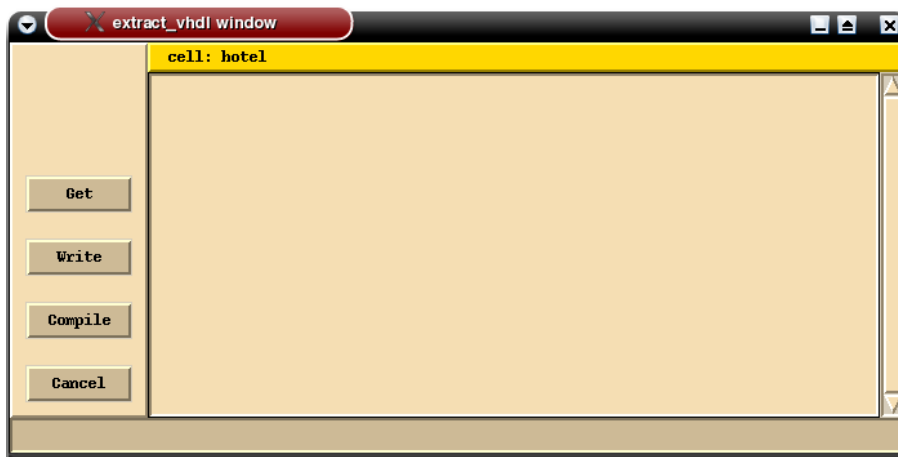 extract_vhdl window
cell: hotel
Get
Write
Compile
Cancel